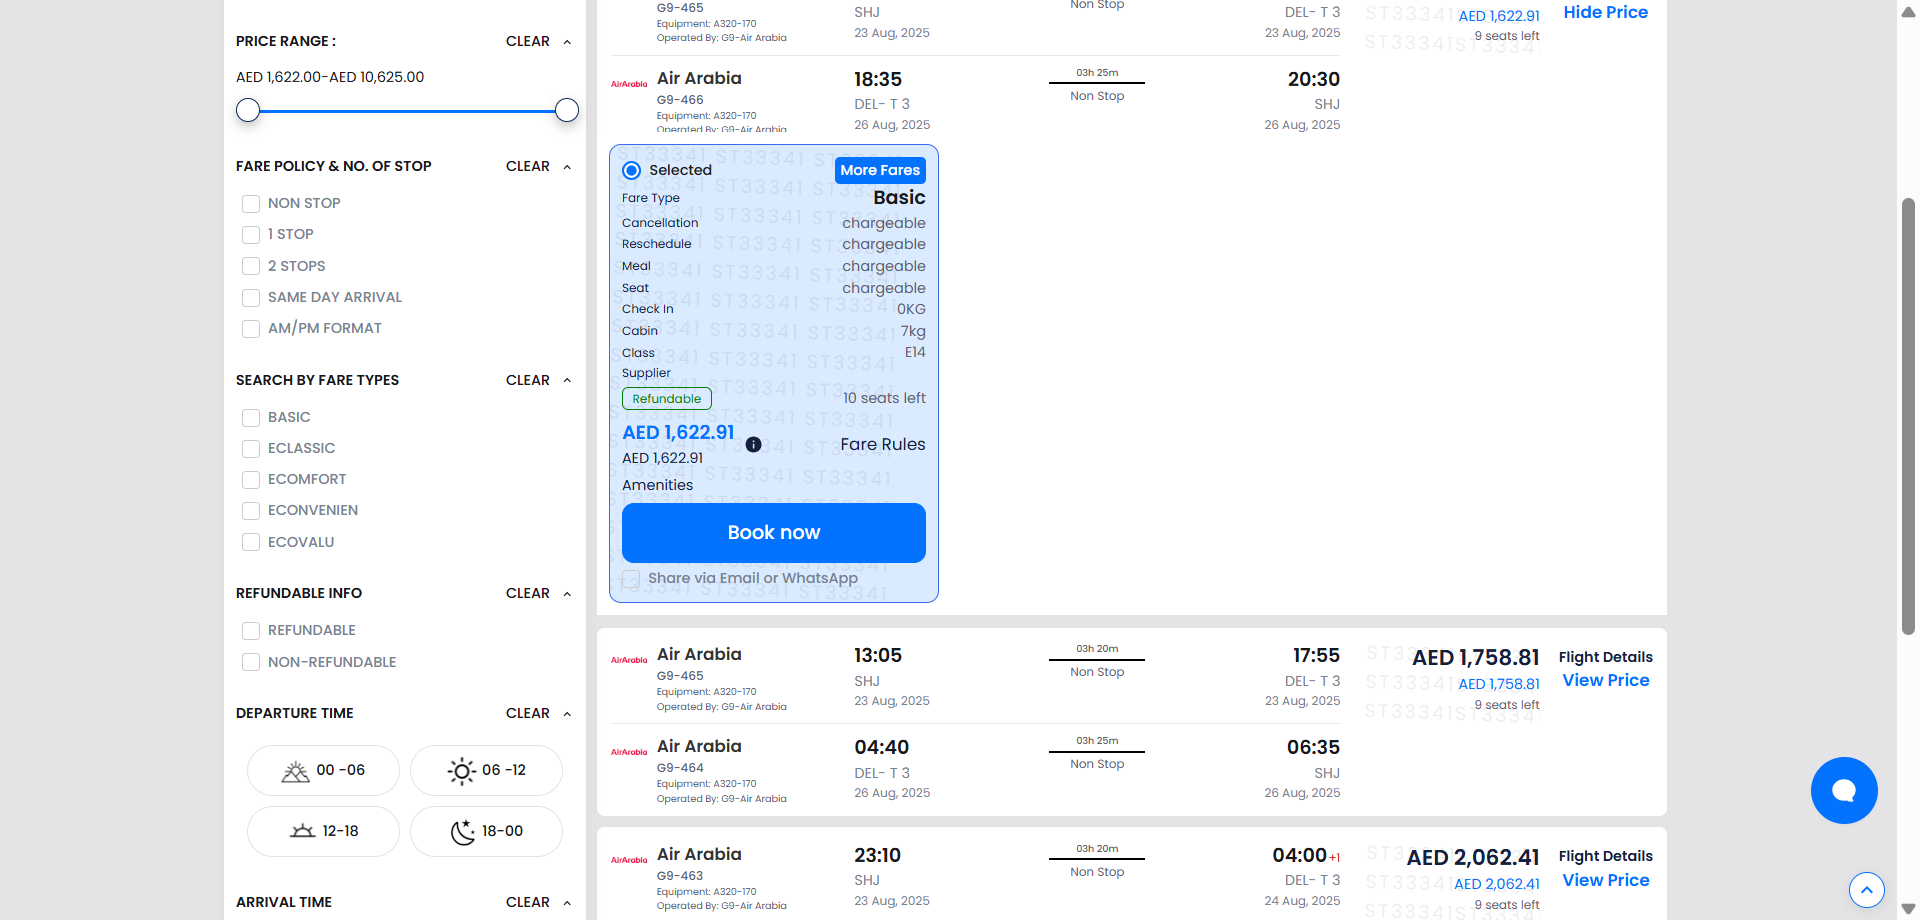 PRICE RANGE :
CLEAR
AED 1,622.00-AED 10,625.00
FARE POLICY & NO. OF STOP
CLEAR
NON STOP
1 STOP
2 STOPS
SAME DAY ARRIVAL
AM/PM FORMAT
SEARCH BY FARE TYPES
CLEAR
BASIC
ECLASSIC
ECOMFORT
ECONVENIEN
ECOVALU
REFUNDABLE INFO
CLEAR
REFUNDABLE
NON-REFUNDABLE
DEPARTURE TIME
CLEAR
00 -06
06 -12
12-18
18-00
ARRIVAL TIME
CLEAR
G9-465
Equipment: A320-170
Operated By: G9-Air Arabia
SHJ
23 Aug, 2025
Non Stop
DEL- T 3
23 Aug, 2025
AED 1,622.91
9 seats left
Hide Price
AirArabia
Air Arabia
G9-466
Equipment: A320-170
Operated By: G9-Air Arabia
18:35
DEL- T 3
26 Aug, 2025
03h 25m
Non Stop
20:30
SHJ
26 Aug, 2025
Selected
More Fares
Fare Type
Basic
Cancellation
chargeable
Reschedule
chargeable
Meal
chargeable
Seat
chargeable
Check In
0KG
Cabin
7kg
Class
E14
Supplier
Refundable
10 seats left
AED 1,622.91
AED 1,622.91
Fare Rules
Amenities
Book now
Share via Email or WhatsApp
AirArabia
Air Arabia
G9-465
Equipment: A320-170
Operated By: G9-Air Arabia
13:05
SHJ
23 Aug, 2025
03h 20m
Non Stop
17:55
DEL- T 3
23 Aug, 2025
AED 1,758.81
AED 1,758.81
9 seats left
Flight Details
View Price
AirArabia
Air Arabia
G9-464
Equipment: A320-170
Operated By: G9-Air Arabia
04:40
DEL- T 3
26 Aug, 2025
03h 25m
Non Stop
06:35
SHJ
26 Aug, 2025
AirArabia
Air Arabia
G9-463
Equipment: A320-170
Operated By: G9-Air Arabia
23:10
SHJ
23 Aug, 2025
03h 20m
Non Stop
04:00 +1
DEL- T 3
24 Aug, 2025
AED 2,062.41
AED 2,062.41
9 seats left
Flight Details
View Price